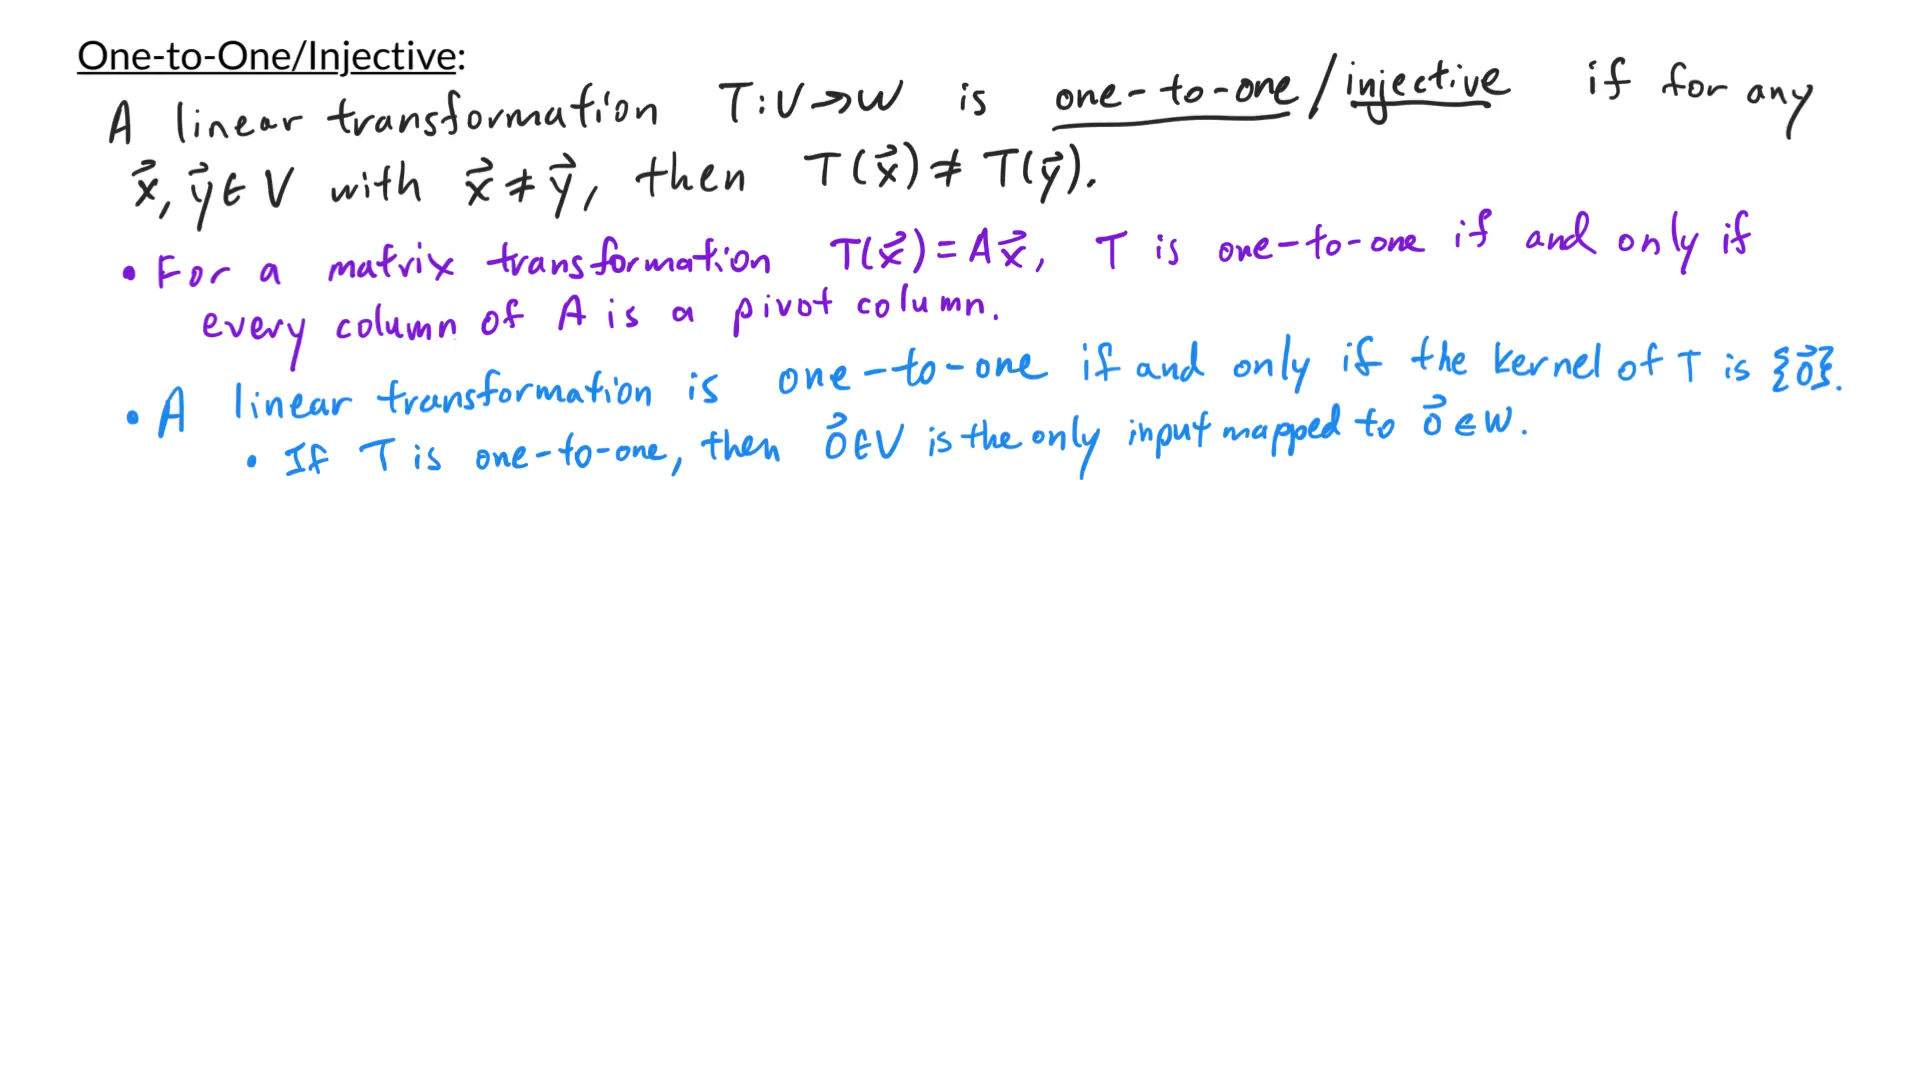 One-to-One/Injective:
A linear transformation T:V→W is one-to-one/injective if for any
x⃗, y⃗ ∈ V with x⃗ ≠ y⃗, then T(x⃗) ≠ T(y⃗).
• For a matrix transformation T(x⃗) = Ax⃗, T is one-to-one if and only if
every column of A is a pivot column.
• A linear transformation is one-to-one if and only if the kernel of T is {0⃗}.
• If T is one-to-one, then 0⃗ ∈ V is the only input mapped to 0⃗ ∈ W.